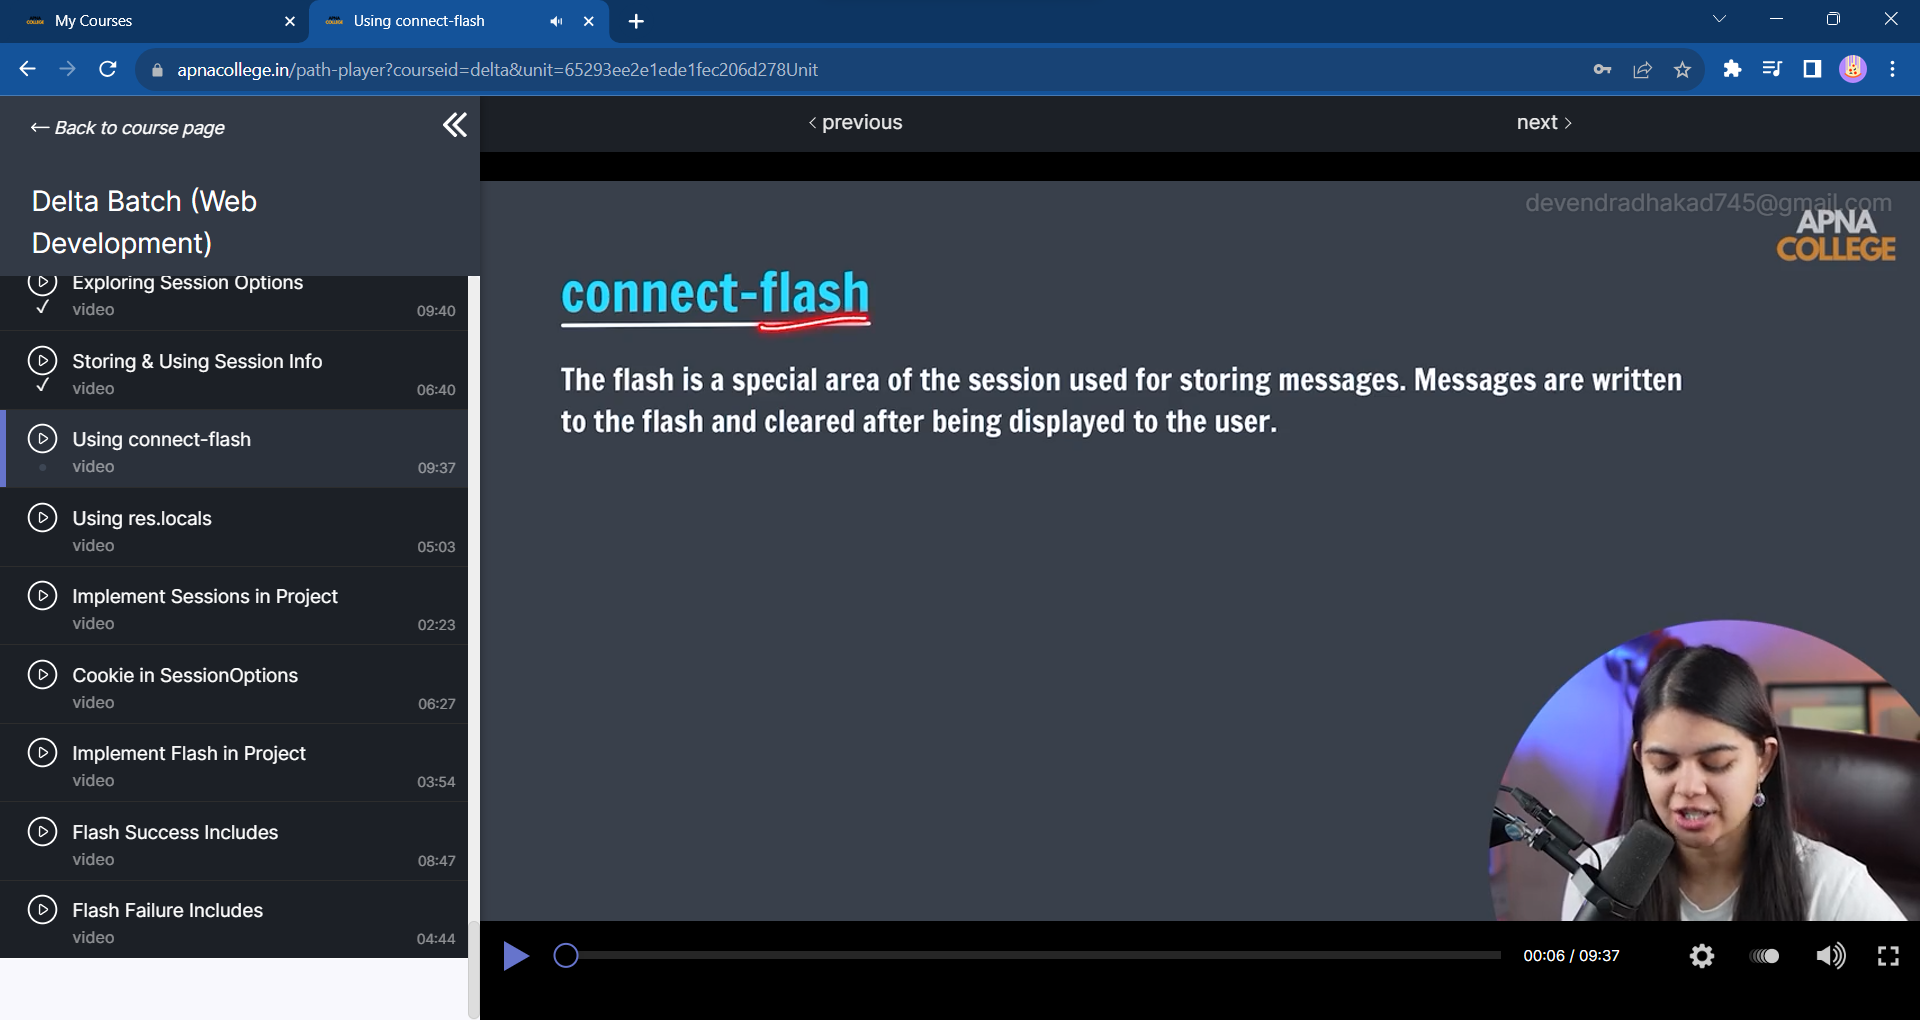 My Courses
Using connect-flash
apnacollege.in/path-player?courseid=delta&unit=65293ee2e1ede1fec206d278Unit
← Back to course page
Delta Batch (Web
Development)
Exploring Session Options
video
09:40
Storing & Using Session Info
video
06:40
Using connect-flash
video
09:37
Using res.locals
video
05:03
Implement Sessions in Project
video
02:23
Cookie in SessionOptions
video
06:27
Implement Flash in Project
video
03:54
Flash Success Includes
video
08:47
Flash Failure Includes
video
04:44
‹ previous
next ›
devendradhakad745@gmail.com
APNA
COLLEGE
connect-flash
The flash is a special area of the session used for storing messages. Messages are written
to the flash and cleared after being displayed to the user.
00:06 / 09:37